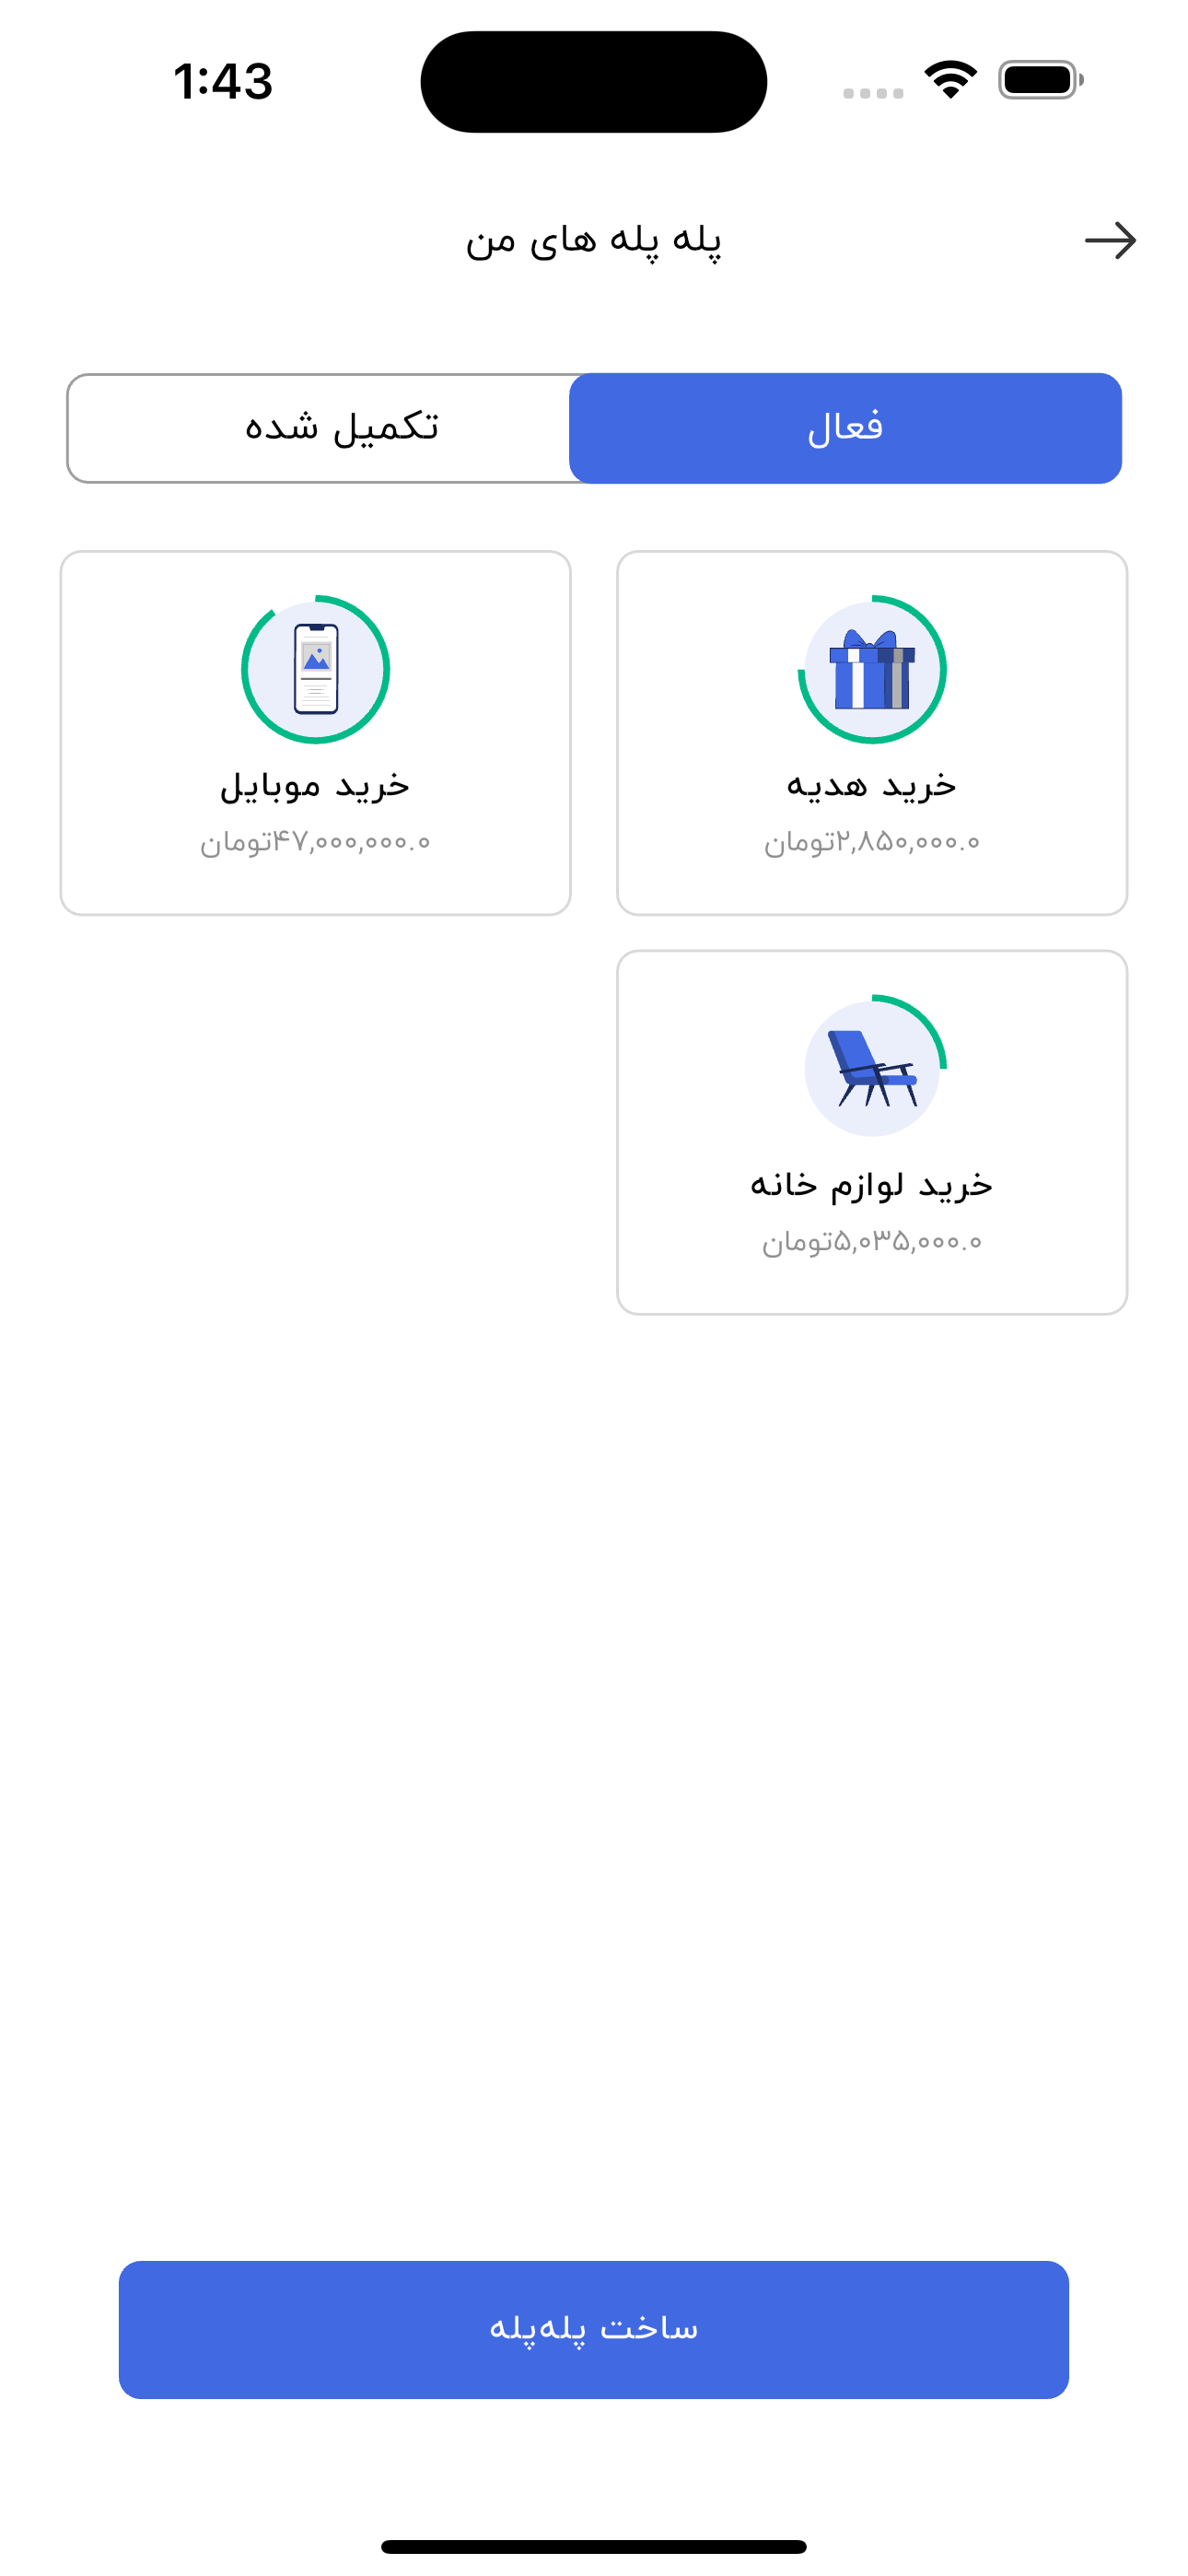 1:43
پله پله های من
فعال
تکمیل شده
خرید هدیه
۲,۸۵۰,۰۰۰.۰تومان
خرید موبایل
۴۷,۰۰۰,۰۰۰.۰تومان
خرید لوازم خانه
۵,۰۳۵,۰۰۰.۰تومان
ساخت پله‌پله